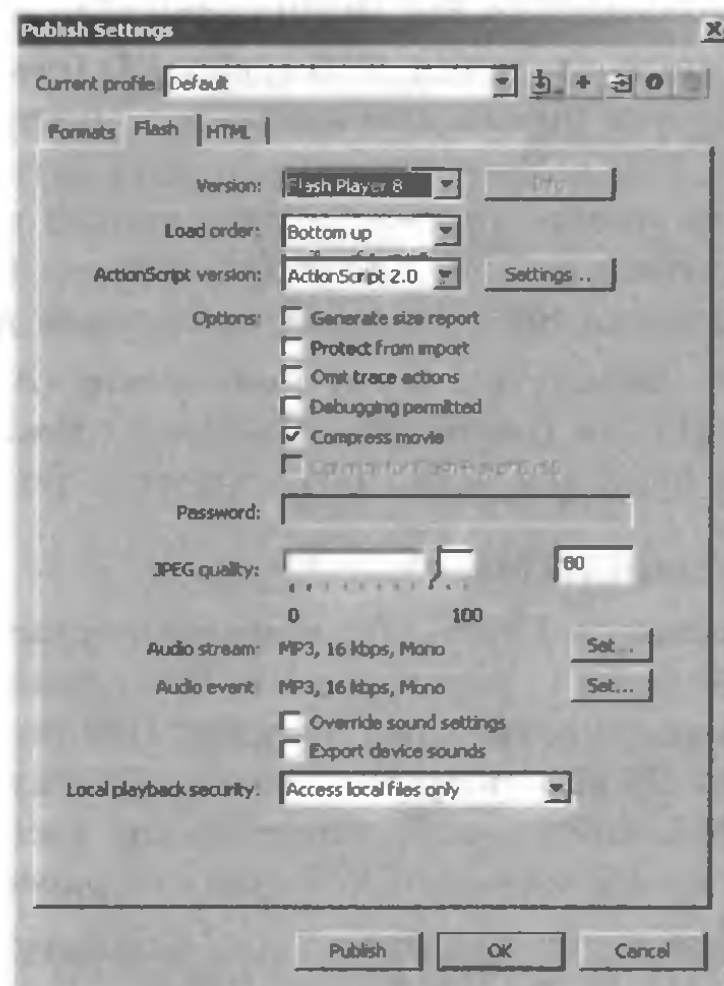 Publish Settings
Current profile: Default
Formats Flash HTML
Version: Flash Player 8
Load order: Bottom up
ActionScript version: ActionScript 2.0 Settings...
Options: Generate size report
Protect from import
Omit trace actions
Debugging permitted
Compress movie
Password:
JPEG quality: 80
0 100
Audio stream: MP3, 16 kbps, Mono Set...
Audio event: MP3, 16 kbps, Mono Set...
Override sound settings
Export device sounds
Local playback security: Access local files only
Publish OK Cancel